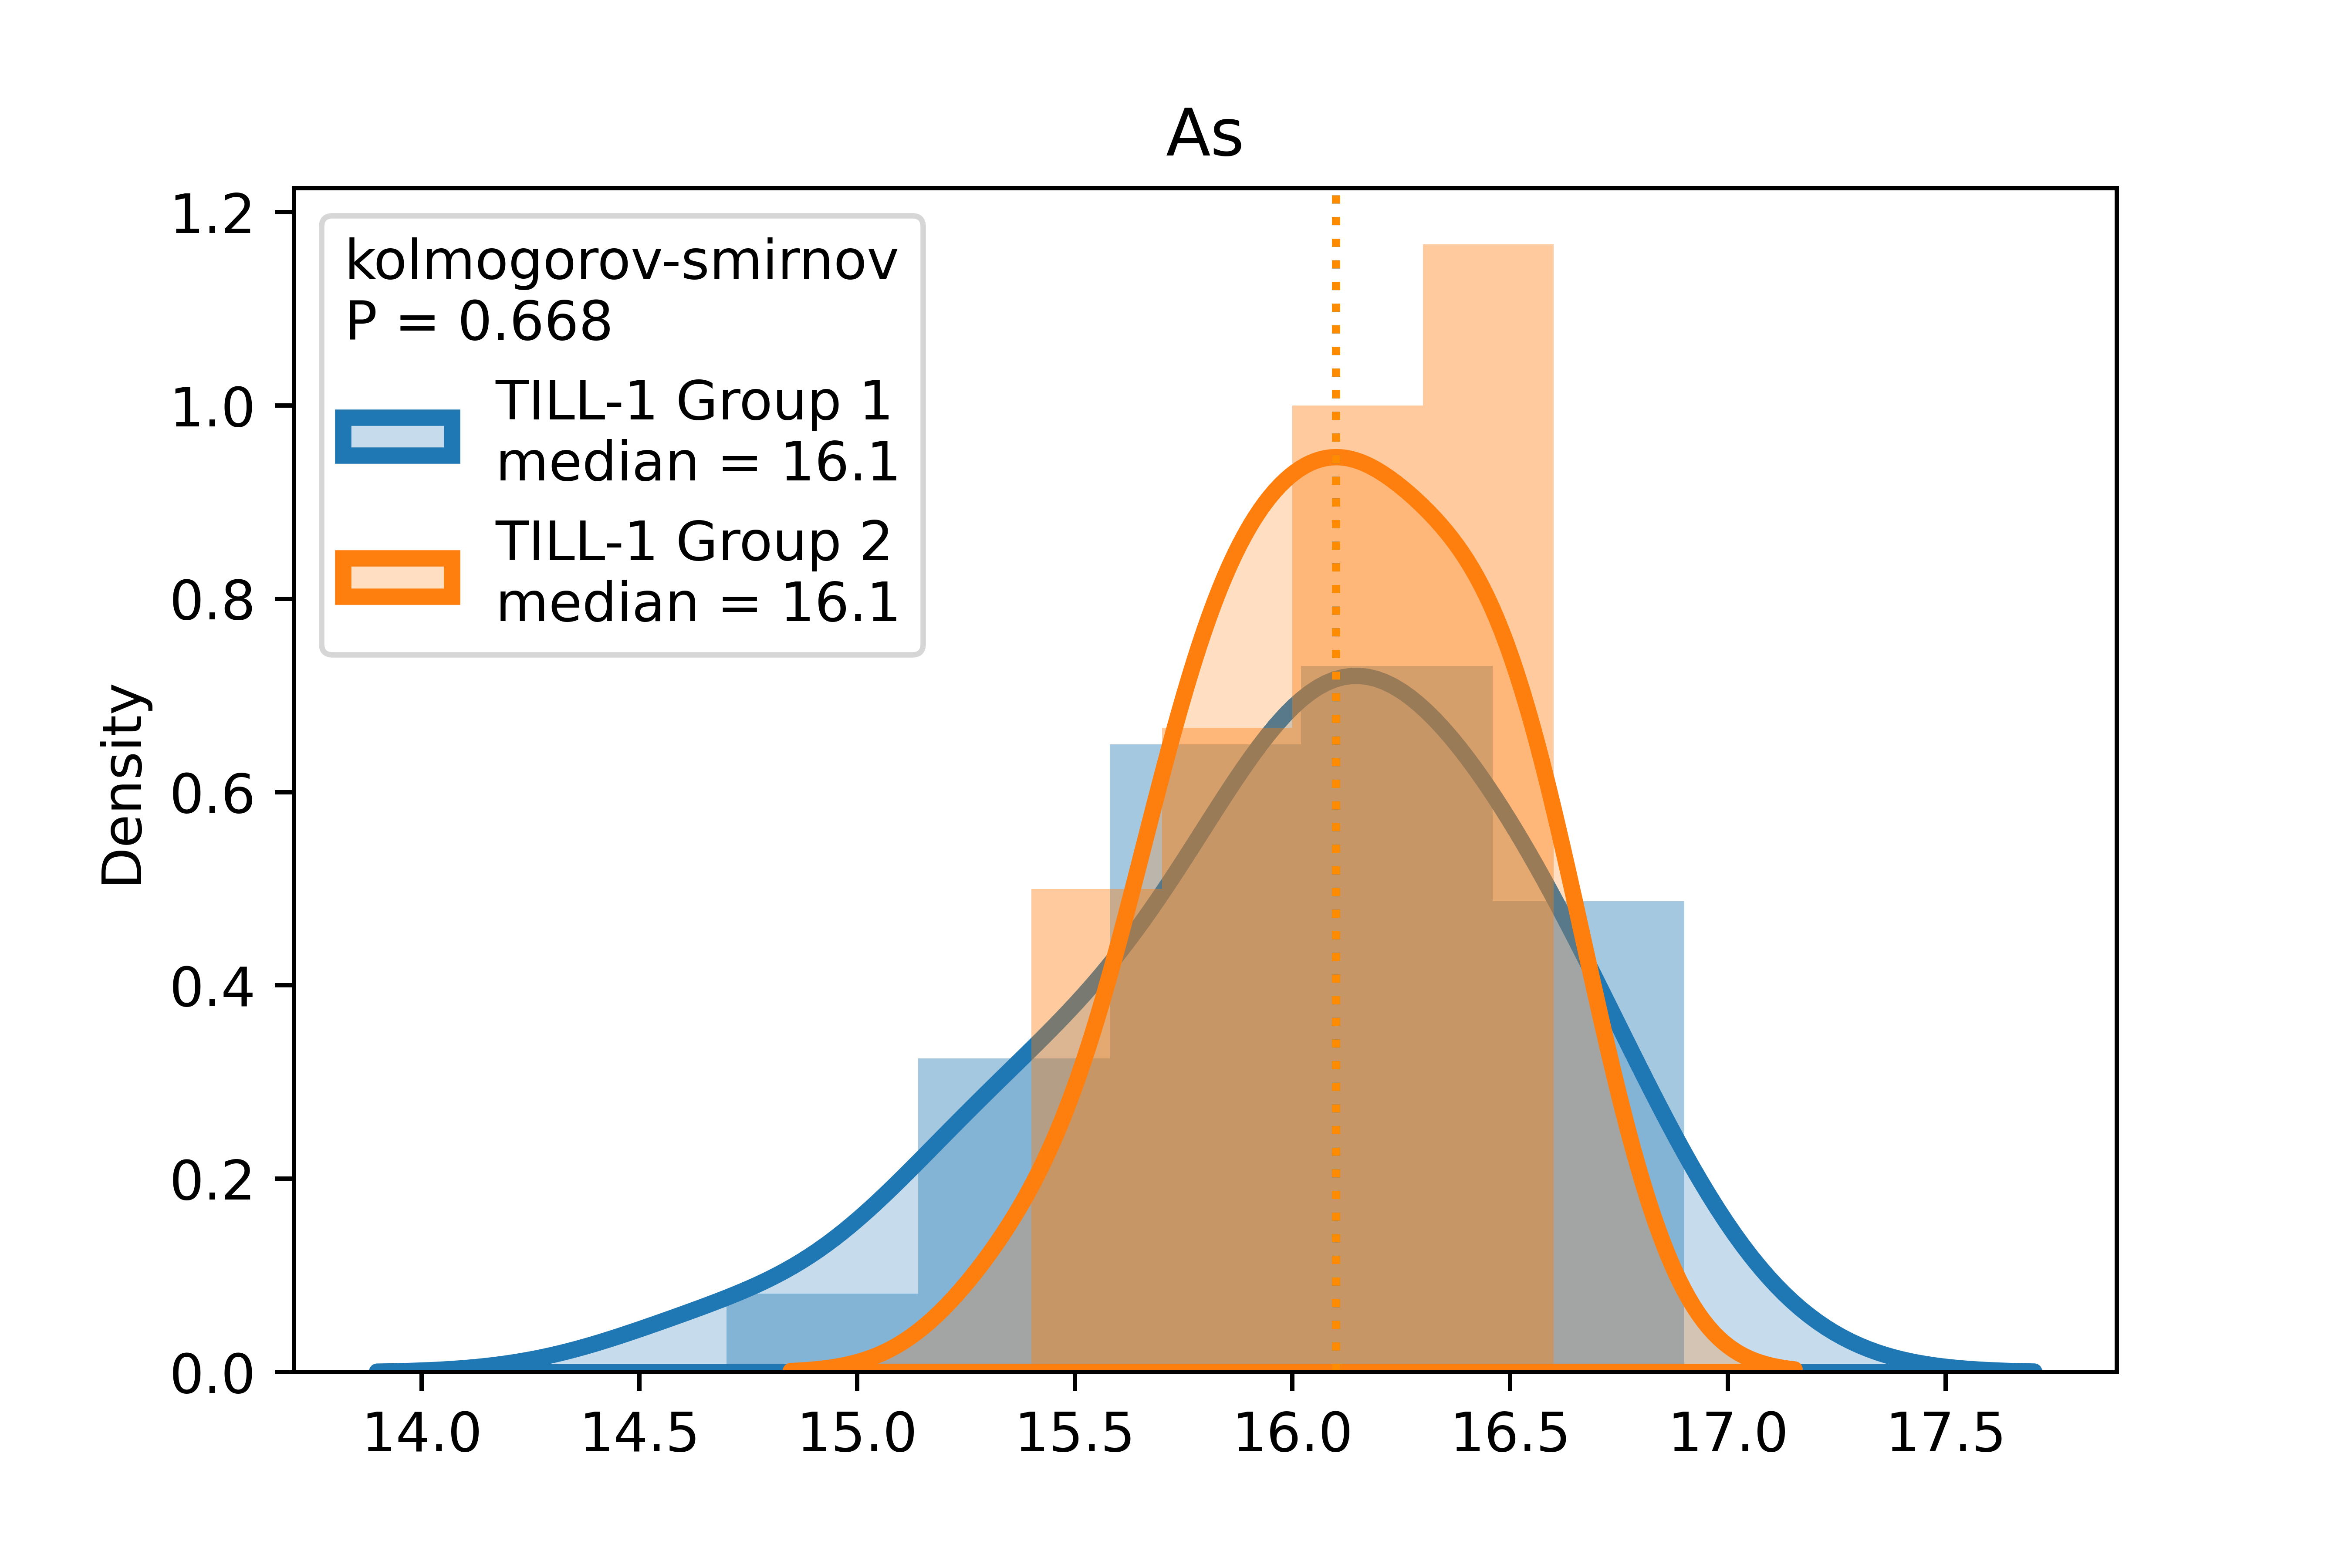 As
1.2
1.0
0.8
0.6
0.4
0.2
0.0
Density
kolmogorov-smirnov
P = 0.668
TILL-1 Group 1
median = 16.1
TILL-1 Group 2
median = 16.1
14.0 14.5 15.0 15.5 16.0 16.5 17.0 17.5